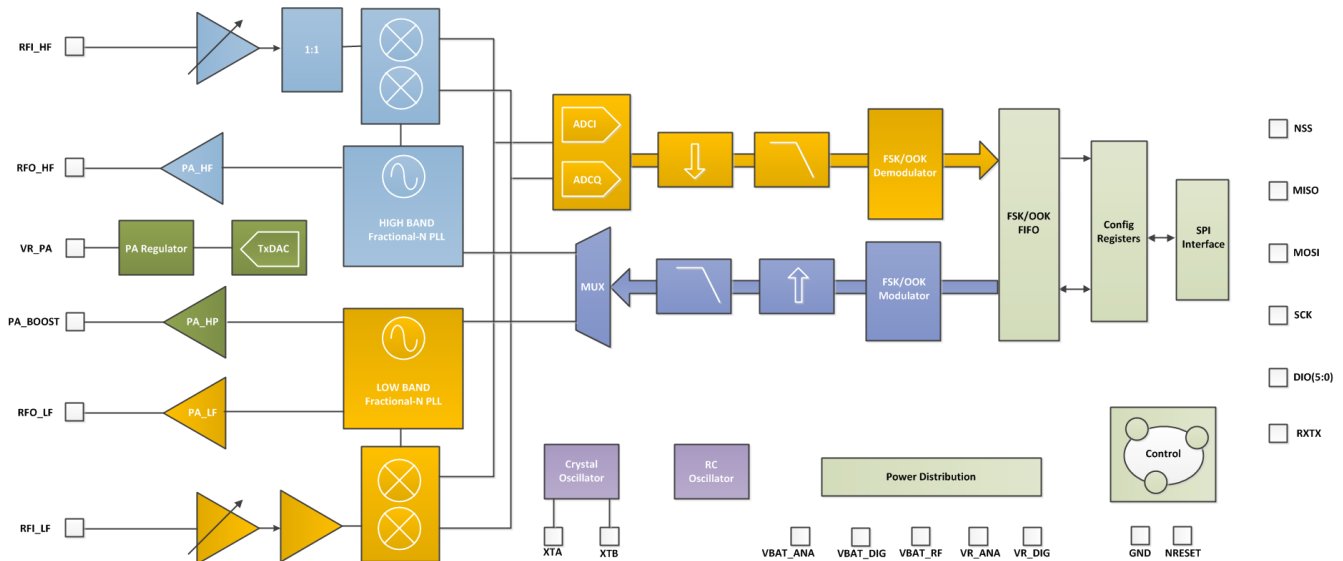 RFI_HF
1:1
RFO_HF
PA_HF
HIGH BAND
Fractional-N PLL
VR_PA
PA Regulator
TxDAC
PA_BOOST
PA_HP
LOW BAND
Fractional-N PLL
RFO_LF
PA_LF
RFI_LF
ADCI
ADCQ
FSK/OOK
Demodulator
MUX
FSK/OOK
Modulator
FSK/OOK
FIFO
Config
Registers
SPI
Interface
NSS
MISO
MOSI
SCK
DIO(5:0)
RXTX
Crystal
Oscillator
RC
Oscillator
Power Distribution
Control
XTA
XTB
VBAT_ANA
VBAT_DIG
VBAT_RF
VR_ANA
VR_DIG
GND
NRESET